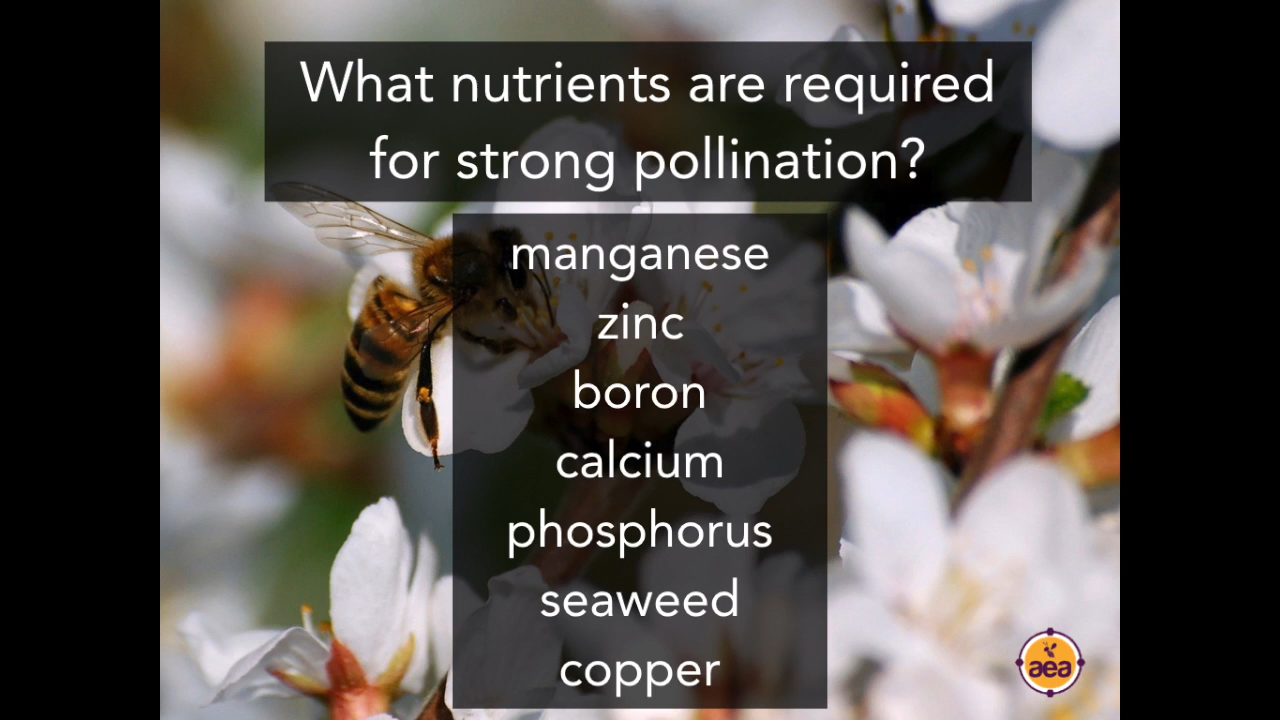 What nutrients are required
for strong pollination?
manganese
zinc
boron
calcium
phosphorus
seaweed
copper
aea